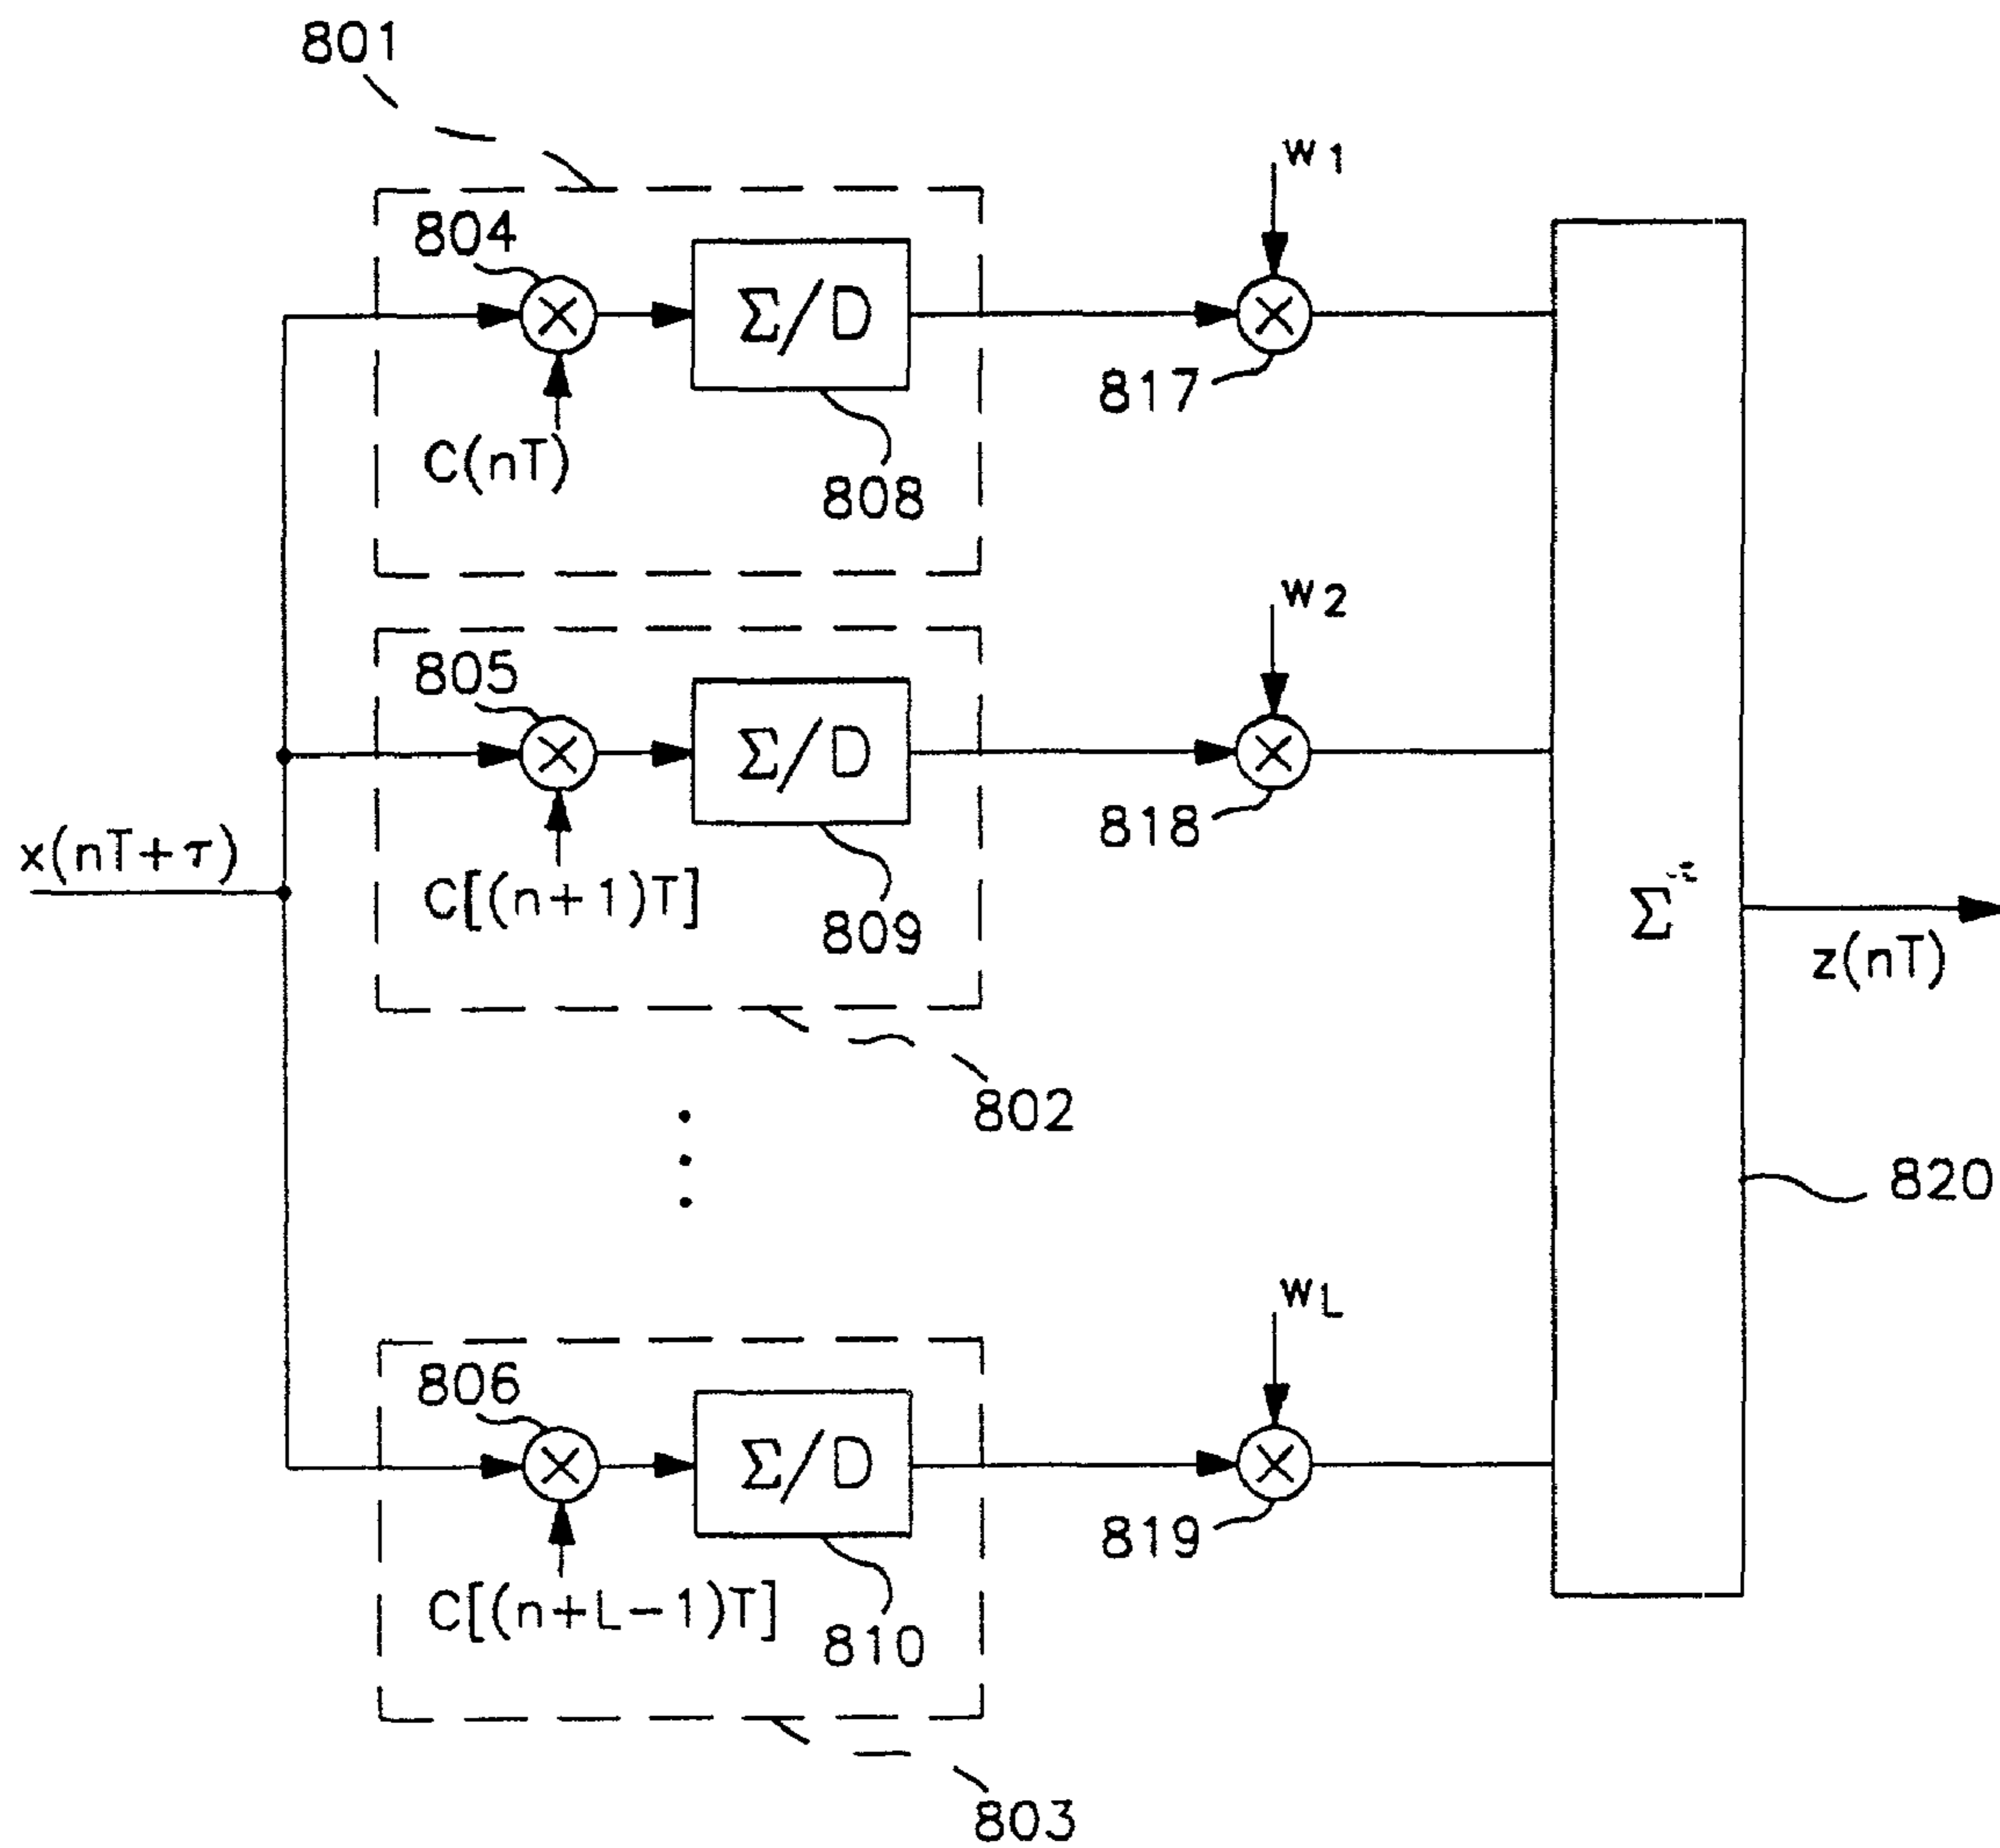 801
w1
804
Σ/D
817
C(nT)
808
w2
805
Σ/D
818
x(nT+τ)
C[(n+1)T]
809
Σ
z(nT)
802
820
wL
806
Σ/D
819
C[(n+L-1)T]
810
803